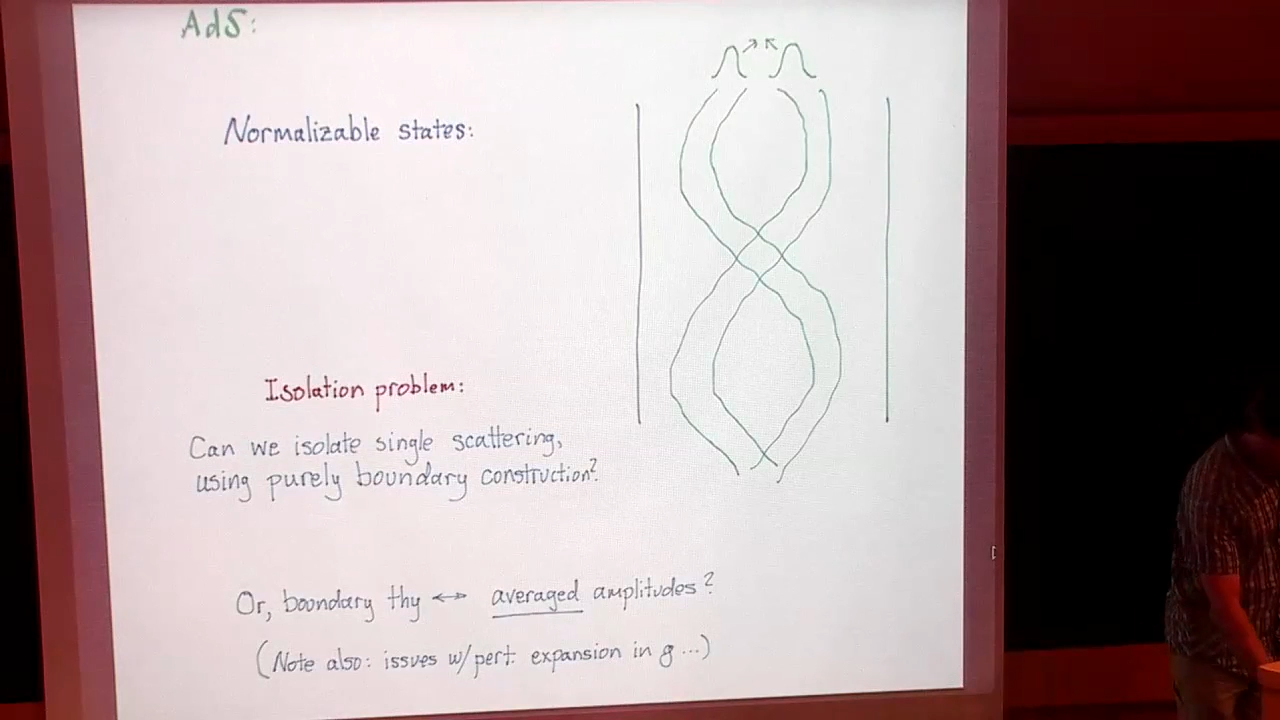 AdS:
Normalizable states:
Isolation problem:
Can we isolate single scattering,
using purely boundary construction?
Or, boundary thy ↔ averaged amplitudes?
(Note also: issues w/pert. expansion in g ...)